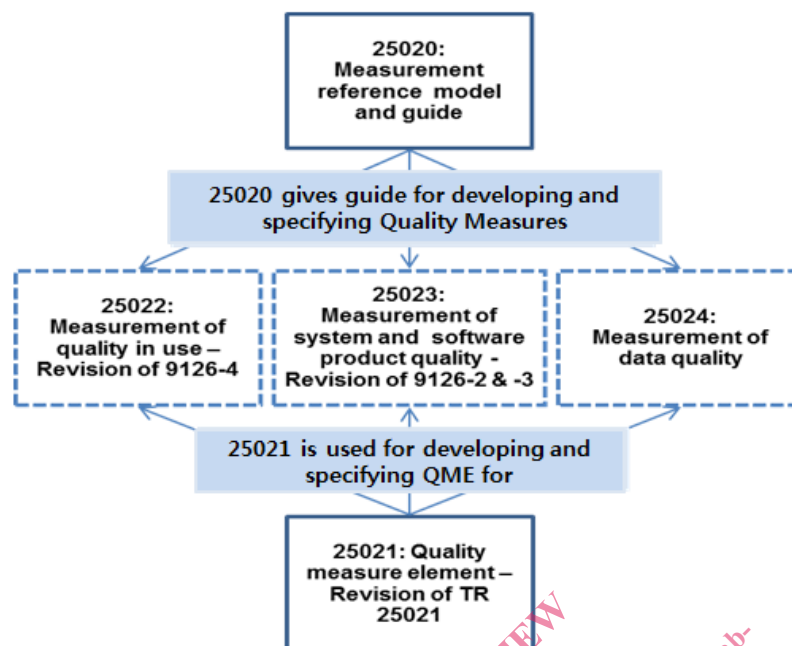 25020:
Measurement
reference model
and guide
25020 gives guide for developing and
specifying Quality Measures
25022:
Measurement of
quality in use –
Revision of 9126-4
25023:
Measurement of
system and software
product quality -
Revision of 9126-2 & -3
25024:
Measurement of
data quality
25021 is used for developing and
specifying QME for
25021: Quality
measure element –
Revision of TR
25021